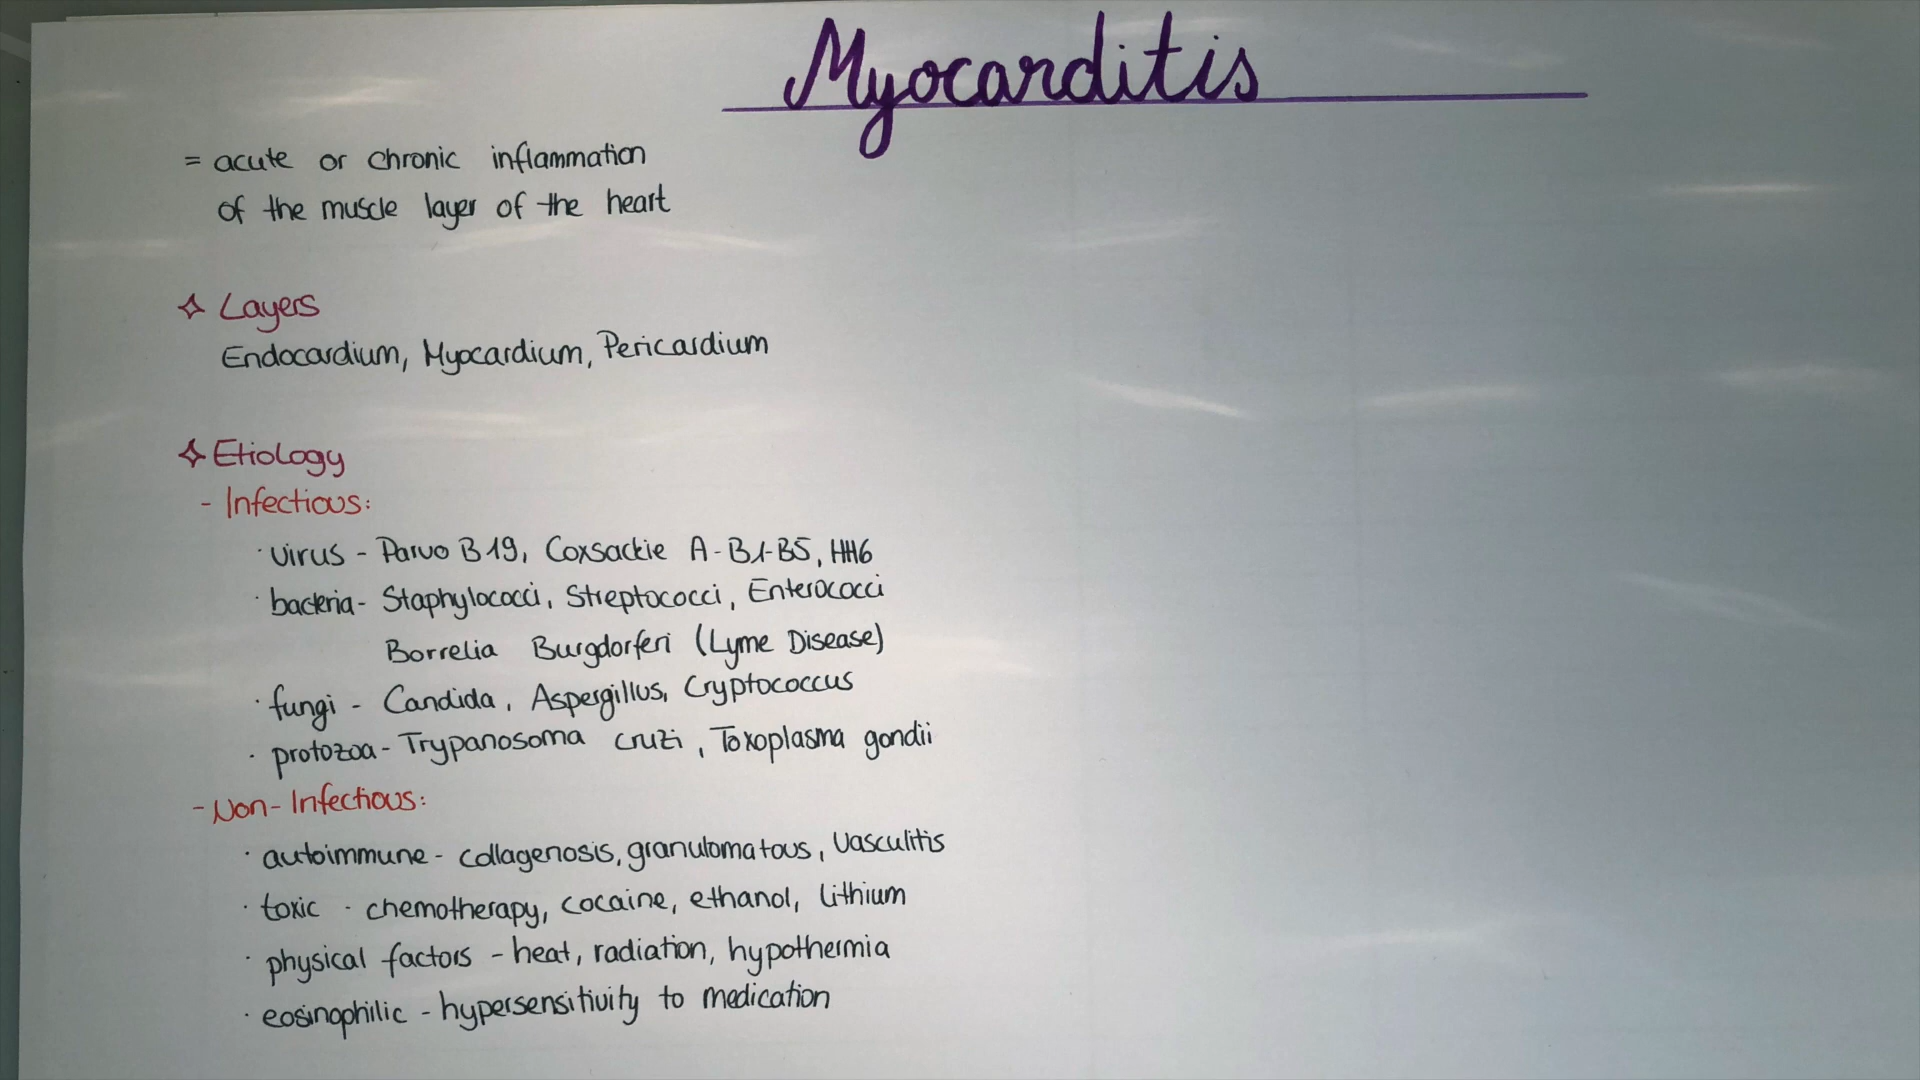 Myocarditis
= acute or chronic inflammation
of the muscle layer of the heart
Layers
Endocardium, Myocardium, Pericardium
Etiology
- Infectious:
· virus - Parvo B19, Coxsackie A-B1-B5, HH6
· bacteria - Staphylococci, Streptococci, Enterococci
Borrelia Burgdorferi (Lyme Disease)
· fungi - Candida, Aspergillus, Cryptococcus
· protozoa - Trypanosoma cruzi, Toxoplasma gondii
- Non-Infectious:
· autoimmune - collagenosis, granulomatous, Vasculitis
· toxic - chemotherapy, cocaine, ethanol, Lithium
· physical factors - heat, radiation, hypothermia
· eosinophilic - hypersensitivity to medication